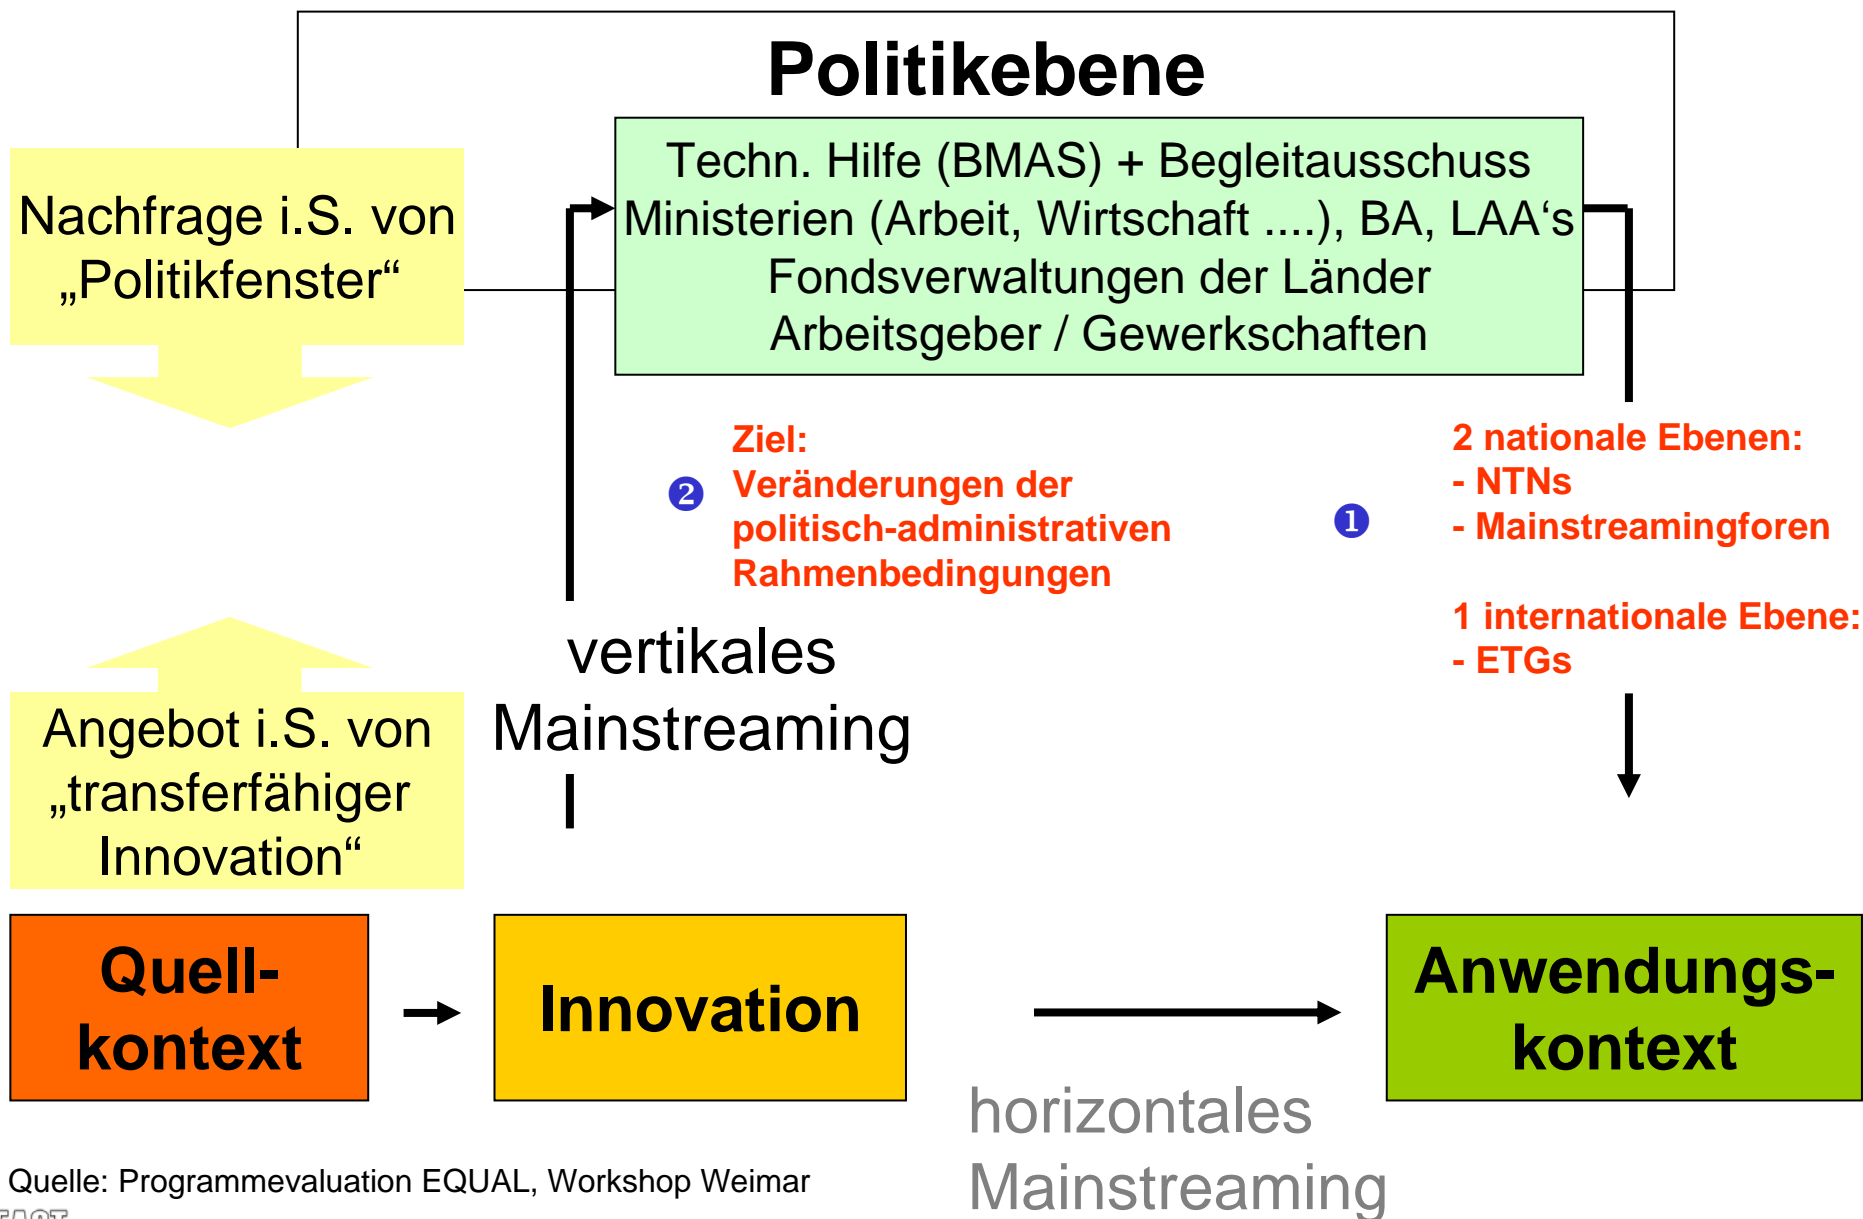 Politikebene
Techn. Hilfe (BMAS) + Begleitausschuss
Ministerien (Arbeit, Wirtschaft ....), BA, LAA‘s
Fondsverwaltungen der Länder
Arbeitsgeber / Gewerkschaften
Nachfrage i.S. von
„Politikfenster“
❷
Ziel:
Veränderungen der
politisch-administrativen
Rahmenbedingungen
❶
2 nationale Ebenen:
- NTNs
- Mainstreamingforen
1 internationale Ebene:
- ETGs
vertikales
Mainstreaming
Angebot i.S. von
„transferfähiger
Innovation“
Quell-
kontext
Innovation
Anwendungs-
kontext
horizontales
Mainstreaming
Quelle: Programmevaluation EQUAL, Workshop Weimar